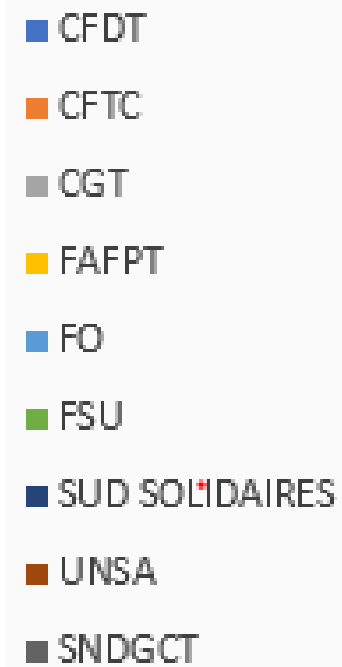 CFDT
CFTC
CGT
FAFPT
FO
FSU
SUD SOLIDAIRES
UNSA
SNDGCT